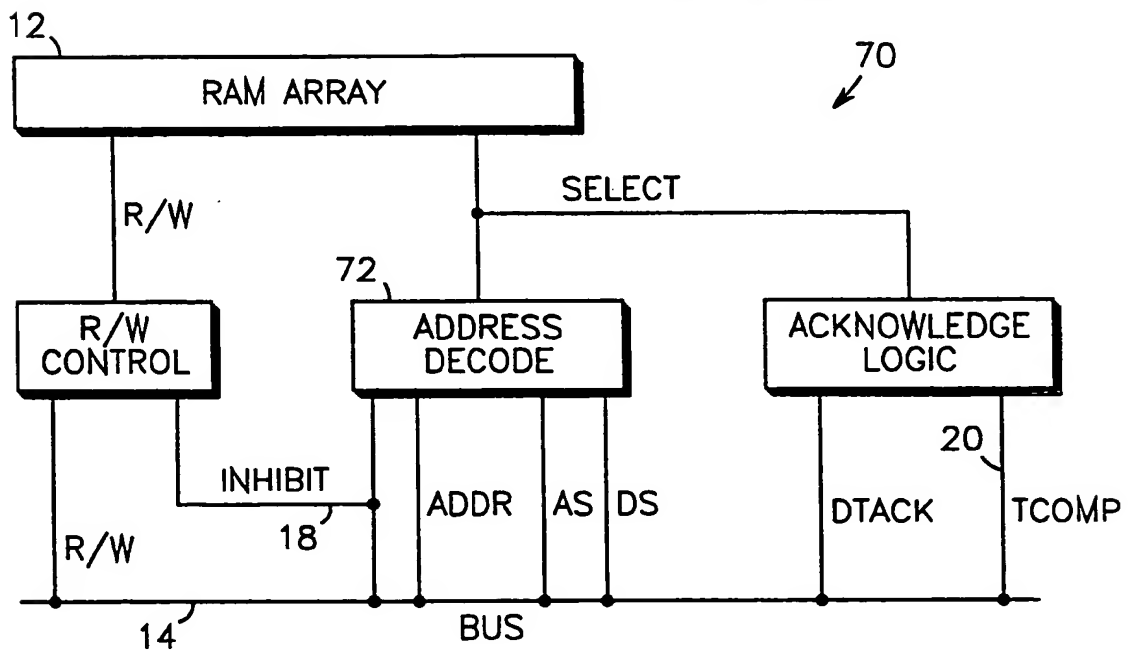 12
70
RAM ARRAY
SELECT
R/W
72
R/W
CONTROL
ADDRESS
DECODE
ACKNOWLEDGE
LOGIC
20
INHIBIT
18
ADDR
AS
DS
DTACK
TCOMP
R/W
14
BUS